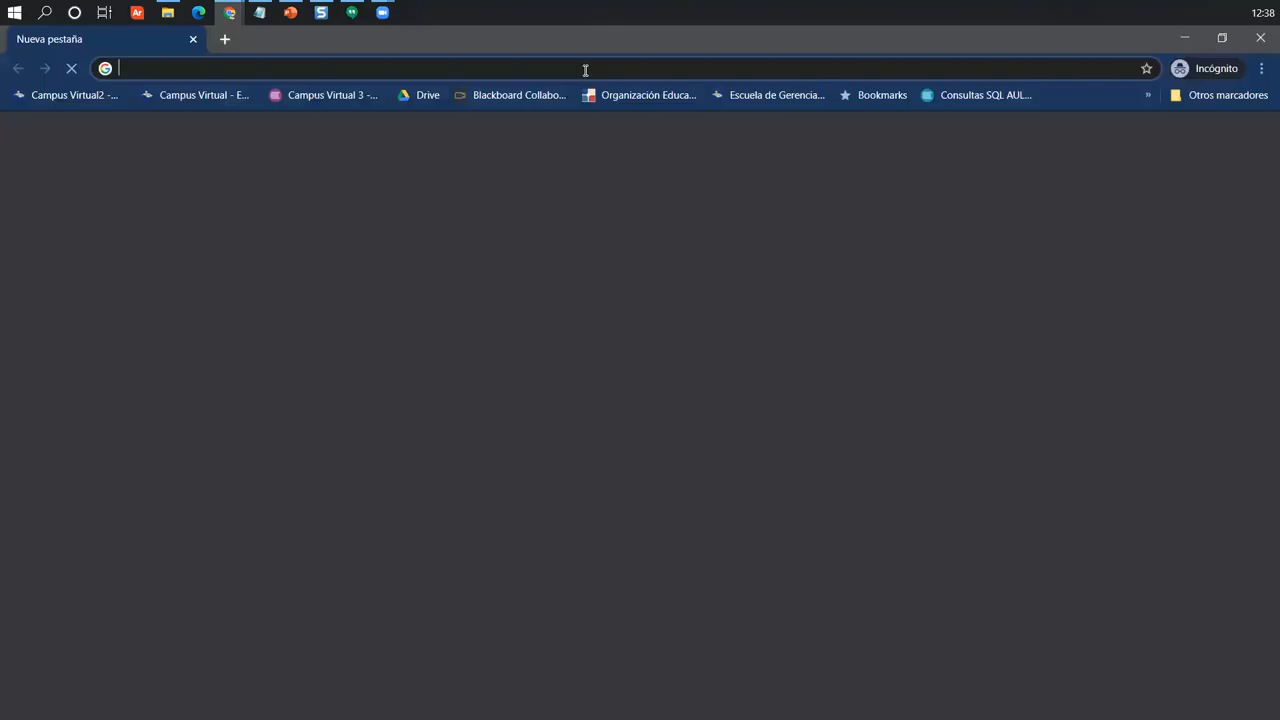 12:38
Nueva pestaña
Incógnito
Campus Virtual2 -... Campus Virtual - E... Campus Virtual 3 -... Drive Blackboard Collabo... Organización Educa... Escuela de Gerencia... Bookmarks Consultas SQL AUL... » Otros marcadores